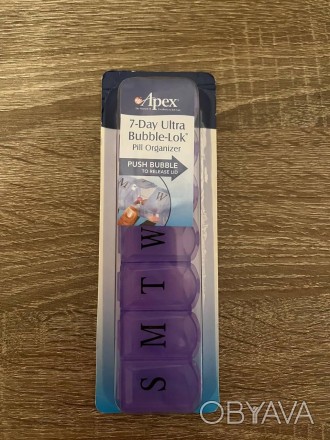 Apex®
7-Day Ultra
Bubble-Lok®
Pill Organizer
PUSH BUBBLE
TO RELEASE LID
W
S M T W
OBYAVA